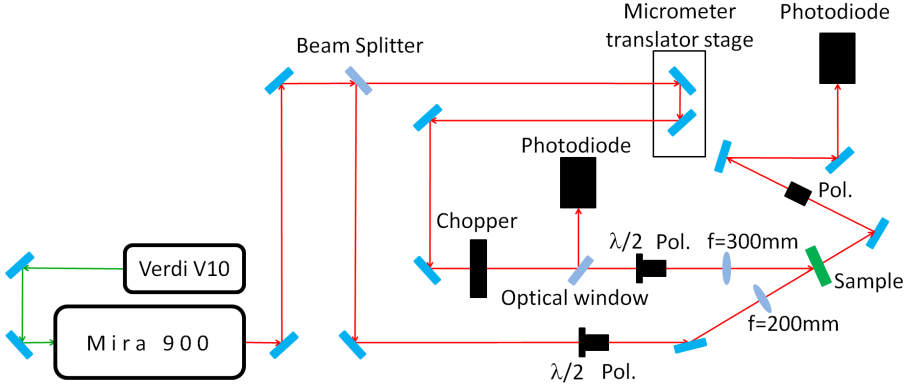 Micrometer
translator stage
Photodiode
Beam Splitter
Photodiode
Pol.
Chopper
λ/2 Pol.
f=300mm
Verdi V10
Sample
Optical window
f=200mm
Mira 900
λ/2 Pol.